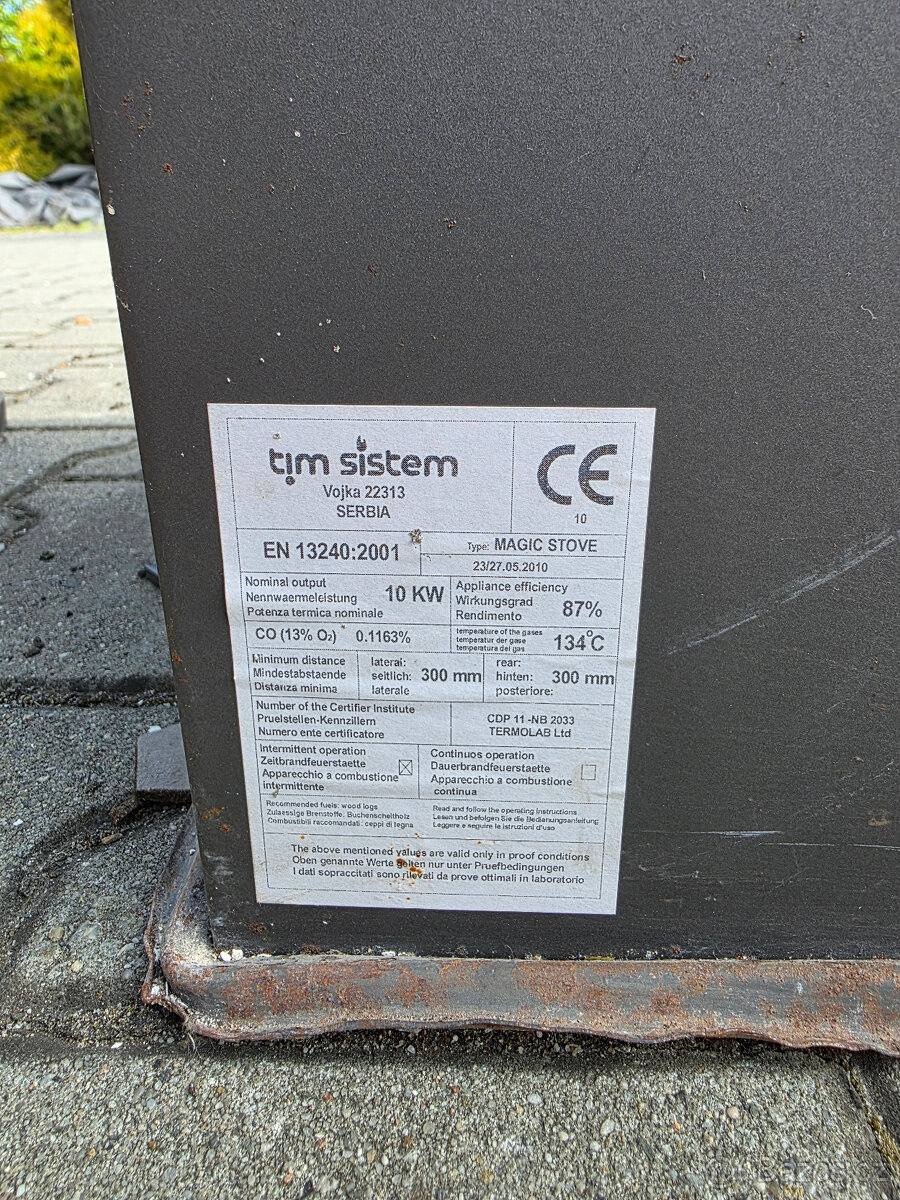 tim sistem
Vojka 22313
SERBIA
CE
10
EN 13240:2001
Type: MAGIC STOVE
23/27.05.2010
Nominal output
Nennwaermeleistung
Potenza termica nominale
10 KW
Appliance efficiency
Wirkungsgrad
Rendimento
87%
CO (13% O₂)
0.1163%
temperature of the gases
temperatur der gase
temperatura dei gas
134°C
Minimum distance
Mindestabstaende
Distanza minima
laterai:
seitlich:
laterale
300 mm
rear:
hinten:
posteriore:
300 mm
Number of the Certifier Institute
Pruelstellen-Kennzillern
Numero ente certificatore
CDP 11 -NB 2033
TERMOLAB Ltd
Intermittent operation
Zeitbrandfeuerstaette
Apparecchio a combustione
intermittente
☒
Continuos operation
Dauerbrandfeuerstaette
Apparecchio a combustione
continua
☐
Recommended fuels: wood logs
Zulaessige Brenstoffe: Buchenscheitholz
Combustibili raccomandati: ceppi di legna
Read and follow the operating instructions
Lesen und befolgen Sie die Bedienungsanleitung
Leggere e seguire le istruzioni d'uso
The above mentioned values are valid only in proof conditions
Oben genannte Werte gelten nur unter Pruefbedingungen
I dati sopraccitati sono rilevati da prove ottimali in laboratorio